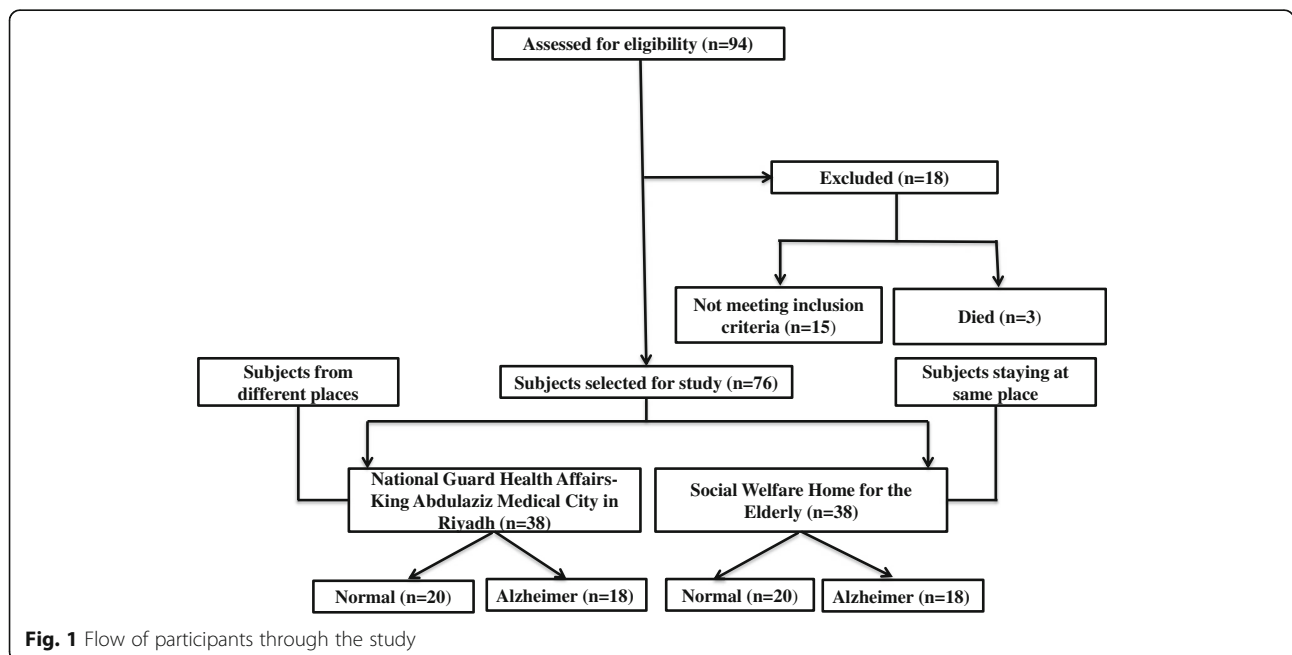 Assessed for eligibility (n=94)
Excluded (n=18)
Not meeting inclusion
criteria (n=15)
Died (n=3)
Subjects from
different places
Subjects selected for study (n=76)
Subjects staying at
same place
National Guard Health Affairs-
King Abdulaziz Medical City in
Riyadh (n=38)
Social Welfare Home for the
Elderly (n=38)
Normal (n=20)
Alzheimer (n=18)
Normal (n=20)
Alzheimer (n=18)
Fig. 1 Flow of participants through the study